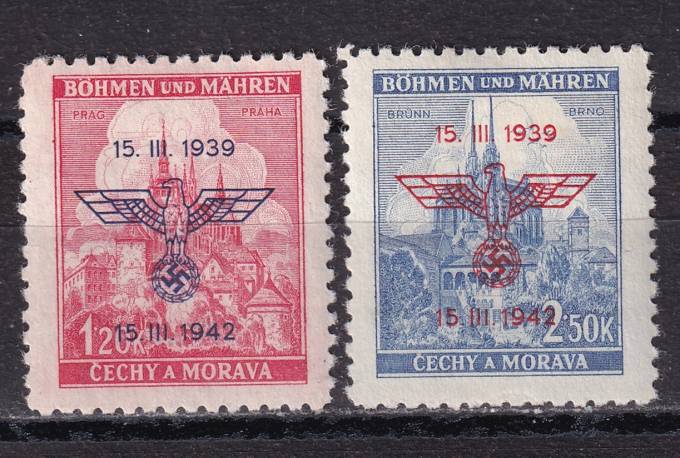 BÖHMEN UND MÄHREN
PRAG PRAHA
15. III. 1939
15. III. 1942
1.20K
ČECHY A MORAVA
BÖHMEN UND MÄHREN
BRÜNN BRNO
15. III. 1939
15. III. 1942
2.50K
ČECHY A MORAVA